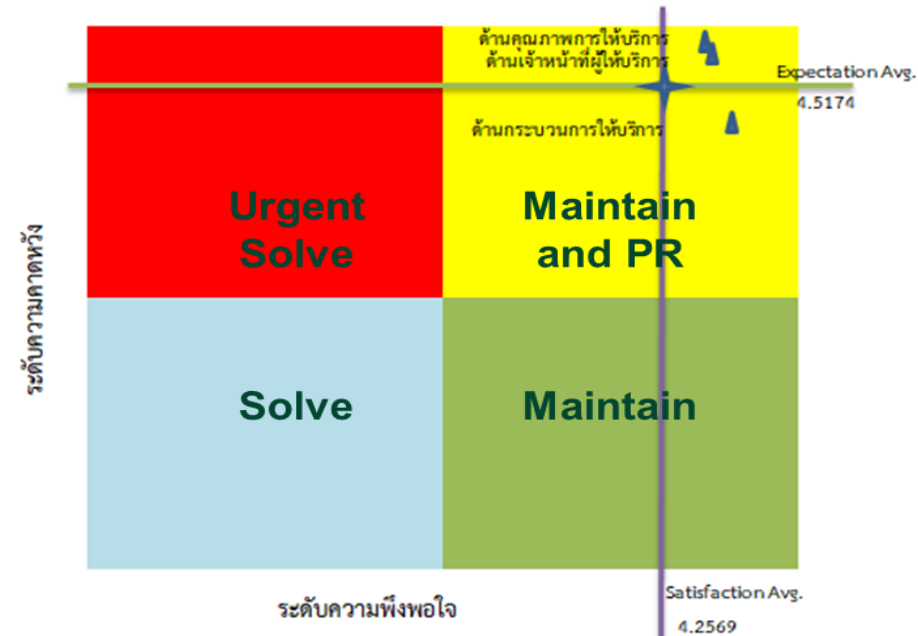 ด้านคุณภาพการให้บริการ
ด้านเจ้าหน้าที่ผู้ให้บริการ
Expectation Avg.
4.5174
ด้านกระบวนการให้บริการ
Urgent
Solve
Maintain
and PR
ระดับความคาดหวัง
Solve
Maintain
ระดับความพึงพอใจ
Satisfaction Avg.
4.2569